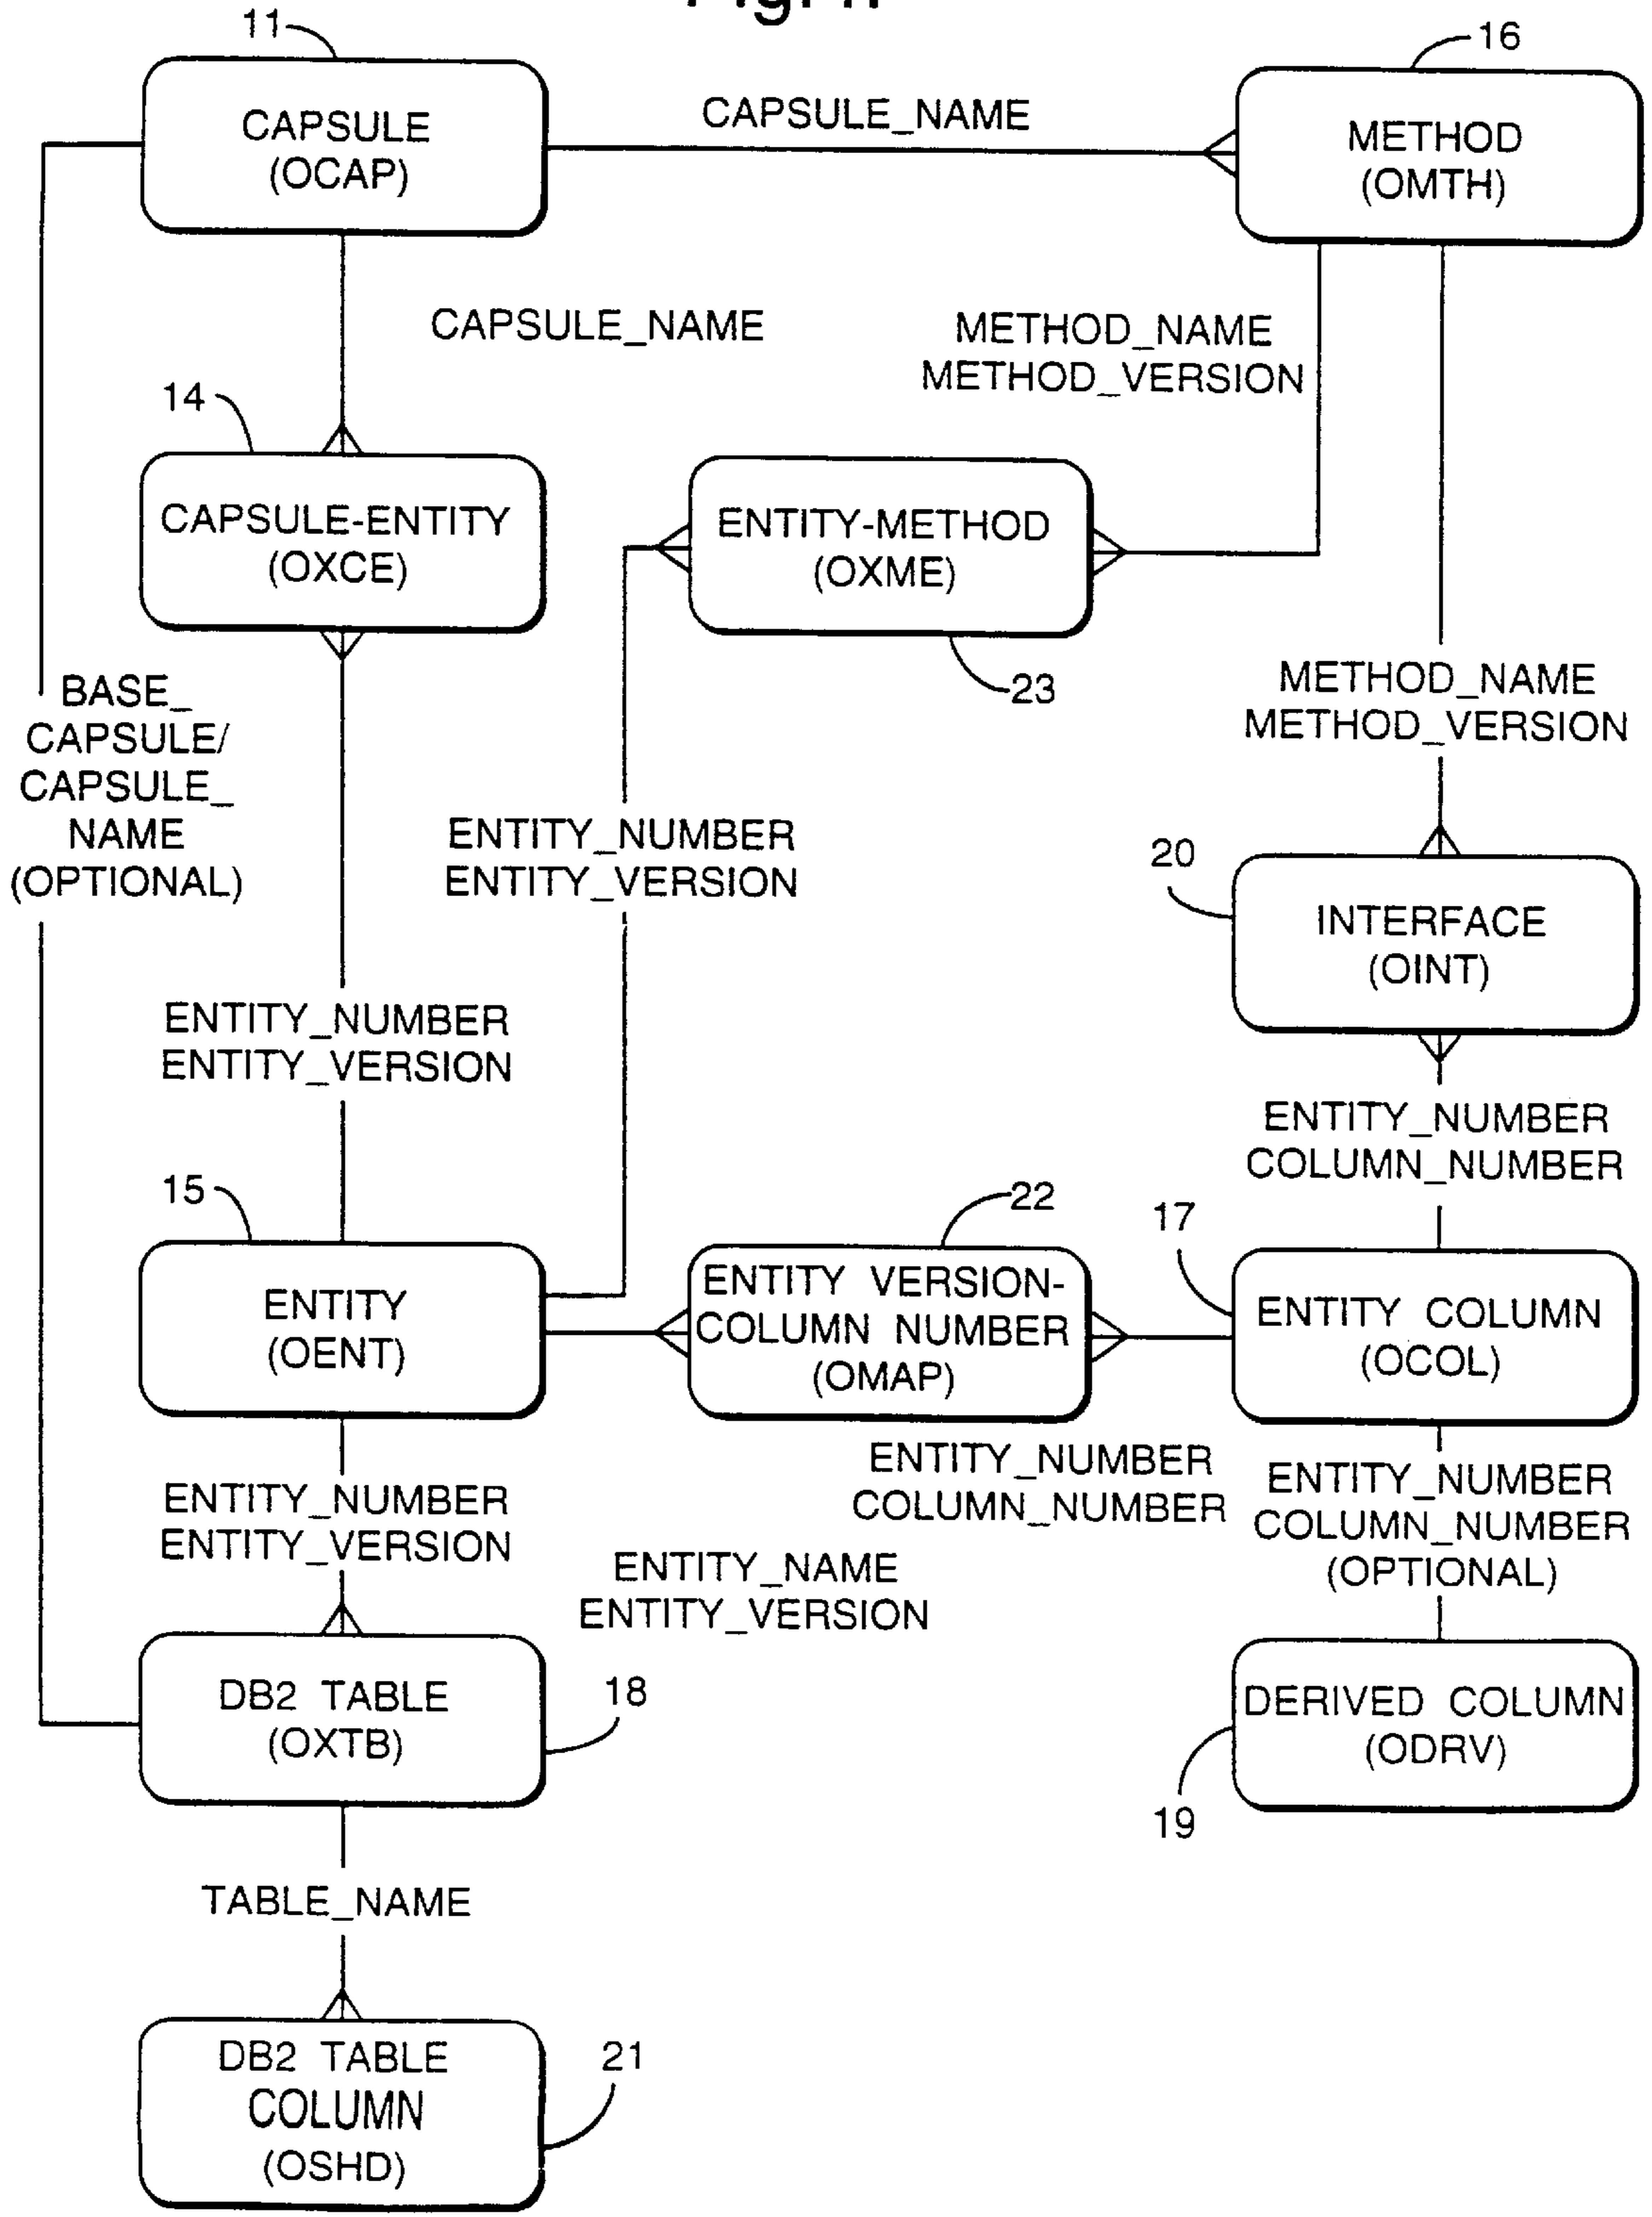 11
16
CAPSULE
(OCAP)
CAPSULE_NAME
METHOD
(OMTH)
CAPSULE_NAME
METHOD_NAME
METHOD_VERSION
14
CAPSULE-ENTITY
(OXCE)
ENTITY-METHOD
(OXME)
23
BASE_
CAPSULE/
CAPSULE_
NAME
(OPTIONAL)
METHOD_NAME
METHOD_VERSION
ENTITY_NUMBER
ENTITY_VERSION
20
INTERFACE
(OINT)
ENTITY_NUMBER
ENTITY_VERSION
ENTITY_NUMBER
COLUMN_NUMBER
15
22
17
ENTITY
(OENT)
ENTITY VERSION-
COLUMN NUMBER
(OMAP)
ENTITY COLUMN
(OCOL)
ENTITY_NUMBER
ENTITY_VERSION
ENTITY_NUMBER
COLUMN_NUMBER
ENTITY_NUMBER
COLUMN_NUMBER
(OPTIONAL)
ENTITY_NAME
ENTITY_VERSION
DB2 TABLE
(OXTB)
18
DERIVED COLUMN
(ODRV)
19
TABLE_NAME
DB2 TABLE
COLUMN
(OSHD)
21